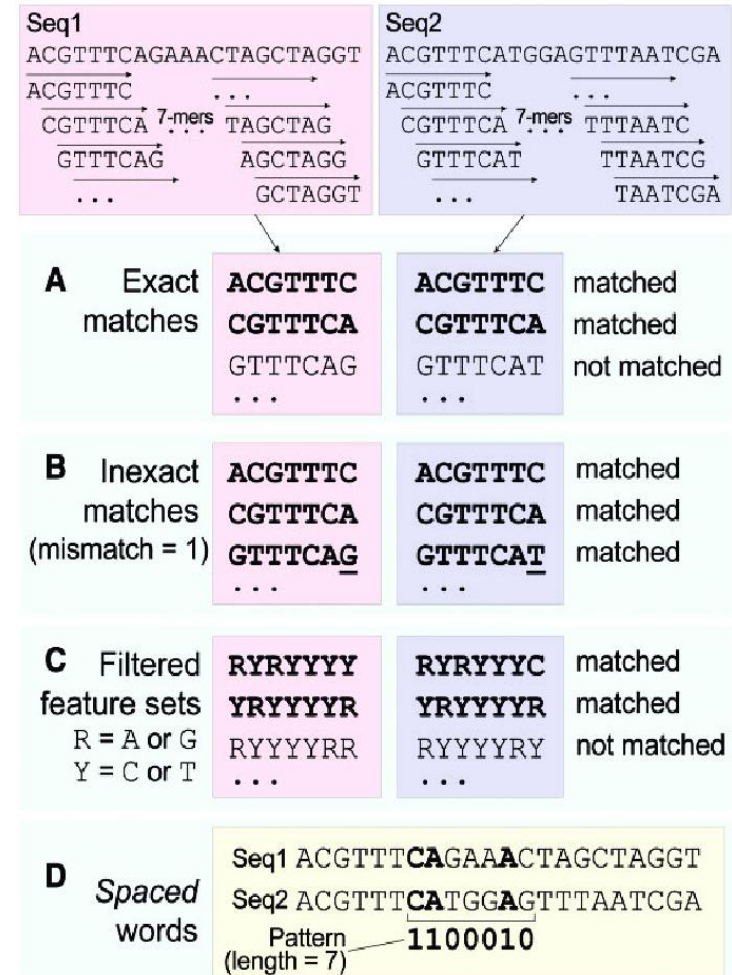 Seq1
ACGTTTCAGAAACTAGCTAGGT
ACGTTTC ...
CGTTTCA ... 7-mers TAGCTAG
GTTTCAG AGCTAGG
... GCTAGGT
Seq2
ACGTTTCATGGAGTTTAATCGA
ACGTTTC ...
CGTTTCA ... 7-mers TTTAATC
GTTTCAT TTAATCG
... TAATCGA
A Exact matches
ACGTTTC ACGTTTC matched
CGTTTCA CGTTTCA matched
GTTTCAG GTTTCAT not matched
... ...
B Inexact matches
(mismatch = 1)
ACGTTTC ACGTTTC matched
CGTTTCA CGTTTCA matched
GTTTCAG GTTTCAT matched
... ...
C Filtered feature sets
R = A or G
Y = C or T
RYRYYYY RYRYYYC matched
YRYYYYR YRYYYYR matched
RYYYYRR RYYYYRY not matched
... ...
D Spaced words
Seq1 ACGTTTCAGAAACTAGCTAGGT
Seq2 ACGTTTCATGGAGTTTAATCGA
Pattern 1100010
(length = 7)